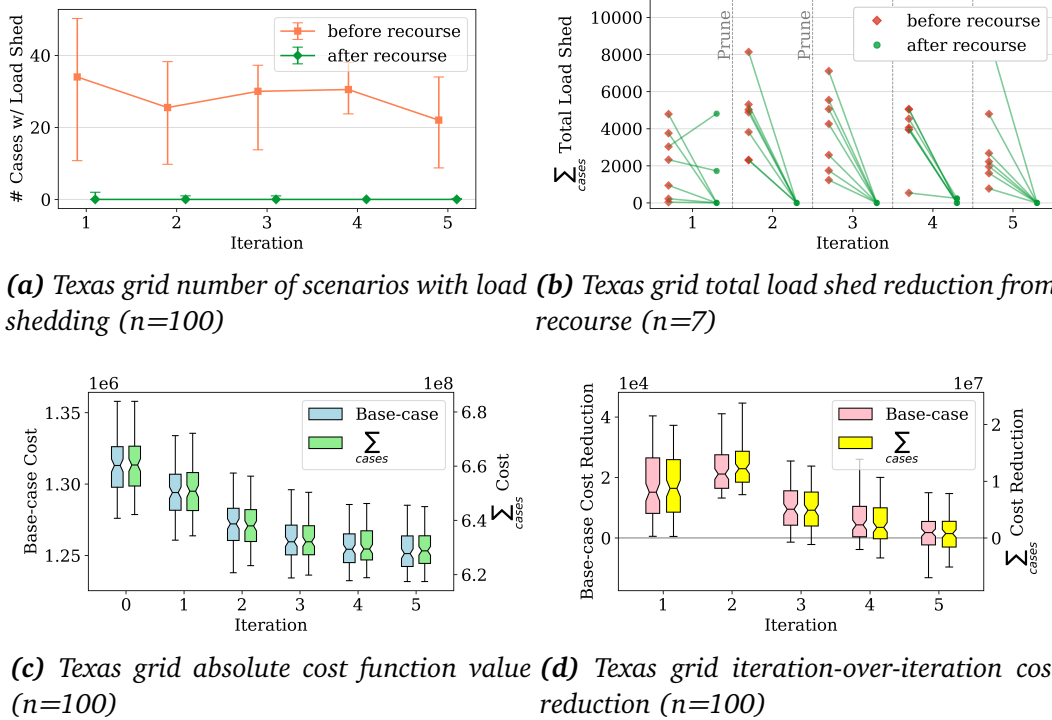 # Cases w/ Load Shed
40
20
0
before recourse
after recourse
1 2 3 4 5
Iteration
∑ cases Total Load Shed
10000
8000
6000
4000
2000
0
Prune
Prune
before recourse
after recourse
1 2 3 4 5
Iteration
(a) Texas grid number of scenarios with load
shedding (n=100)
(b) Texas grid total load shed reduction from
recourse (n=7)
1e6
1e8
Base-case Cost
1.35
1.30
1.25
Base-case
∑ cases
6.8
6.6
6.4
6.2
∑ cases Cost
0 1 2 3 4 5
Iteration
1e4
1e7
Base-case Cost Reduction
4
2
0
Base-case
∑ cases
2
1
0
∑ cases Cost Reduction
1 2 3 4 5
Iteration
(c) Texas grid absolute cost function value
(n=100)
(d) Texas grid iteration-over-iteration cos
reduction (n=100)